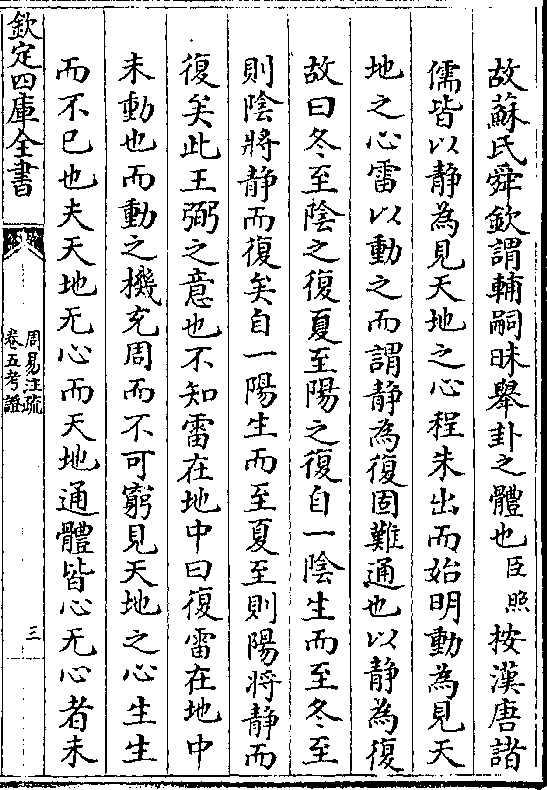 故蘇氏舜欽謂輔嗣昧舉卦之體也臣照按漢唐諸
儒皆以静為見天地之心程朱出而始明動為見天
地之心雷以動之而謂静為復固難通也以静為復
故曰冬至隂之復夏至陽之復自一隂生而至冬至
則隂將静而復矣自一陽生而至夏至則陽將静而
復矣此王弼之意也不知雷在地中曰復雷在地中
未動也而動之機充周而不可窮見天地之心生生
而不已也夫天地无心而天地通體皆心无心者未
欽定四庫全書
周易注疏
卷五考證
三